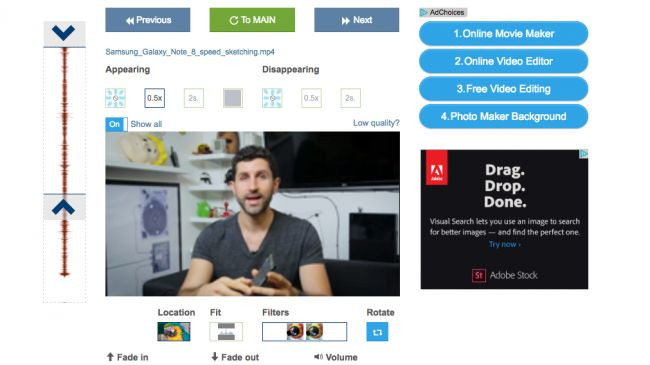 Previous
To MAIN
Next
Samsung_Galaxy_Note_8_speed_sketching.mp4
Appearing
Disappearing
0.5x
2s.
0.5x
2s.
On
Show all
Low quality?
Location
Fit
Filters
Rotate
Fade in
Fade out
Volume
AdChoices
1.Online Movie Maker
2.Online Video Editor
3.Free Video Editing
4.Photo Maker Background
Adobe
Drag.
Drop.
Done.
Visual Search lets you use an image to search
for better images — and find the perfect one.
Try now ›
St Adobe Stock